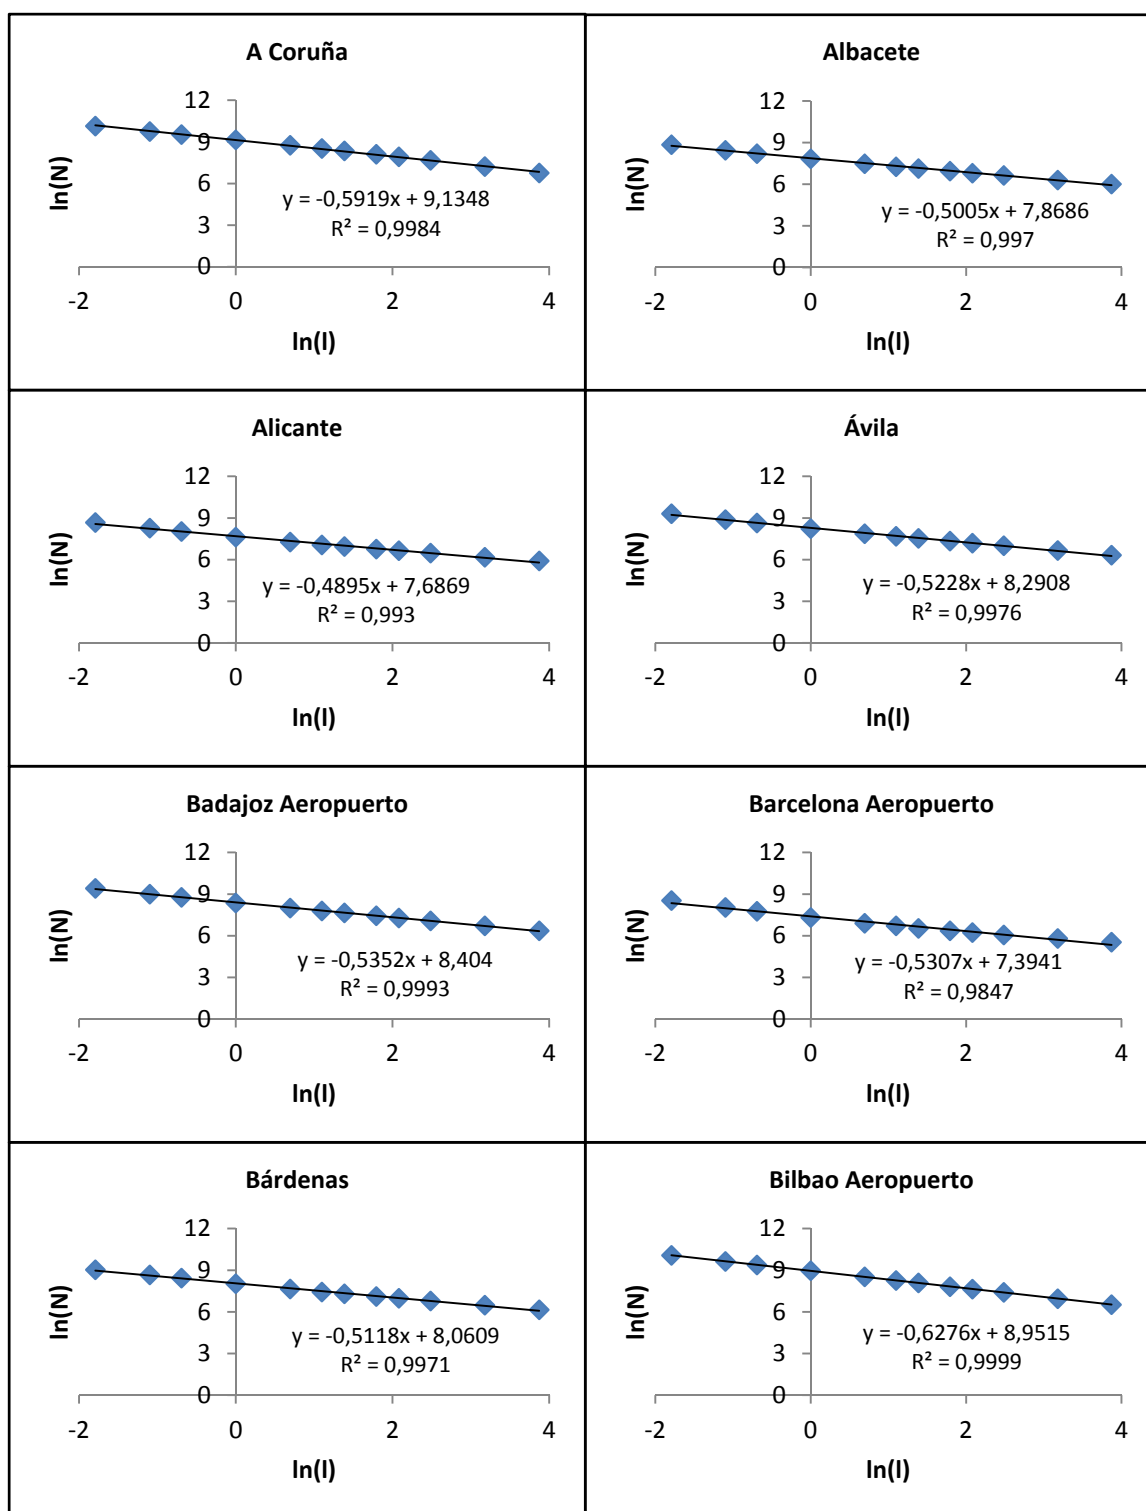 A Coruña
12
9
6
3
0
-2
0
2
4
ln(N)
ln(l)
y = -0,5919x + 9,1348
R² = 0,9984
Albacete
12
9
6
3
0
-2
0
2
4
ln(N)
ln(l)
y = -0,5005x + 7,8686
R² = 0,997
Alicante
12
9
6
3
0
-2
0
2
4
ln(N)
ln(l)
y = -0,4895x + 7,6869
R² = 0,993
Ávila
12
9
6
3
0
-2
0
2
4
ln(N)
ln(l)
y = -0,5228x + 8,2908
R² = 0,9976
Badajoz Aeropuerto
12
9
6
3
0
-2
0
2
4
ln(N)
ln(l)
y = -0,5352x + 8,404
R² = 0,9993
Barcelona Aeropuerto
12
9
6
3
0
-2
0
2
4
ln(N)
ln(l)
y = -0,5307x + 7,3941
R² = 0,9847
Bárdenas
12
9
6
3
0
-2
0
2
4
ln(N)
ln(l)
y = -0,5118x + 8,0609
R² = 0,9971
Bilbao Aeropuerto
12
9
6
3
0
-2
0
2
4
ln(N)
ln(l)
y = -0,6276x + 8,9515
R² = 0,9999